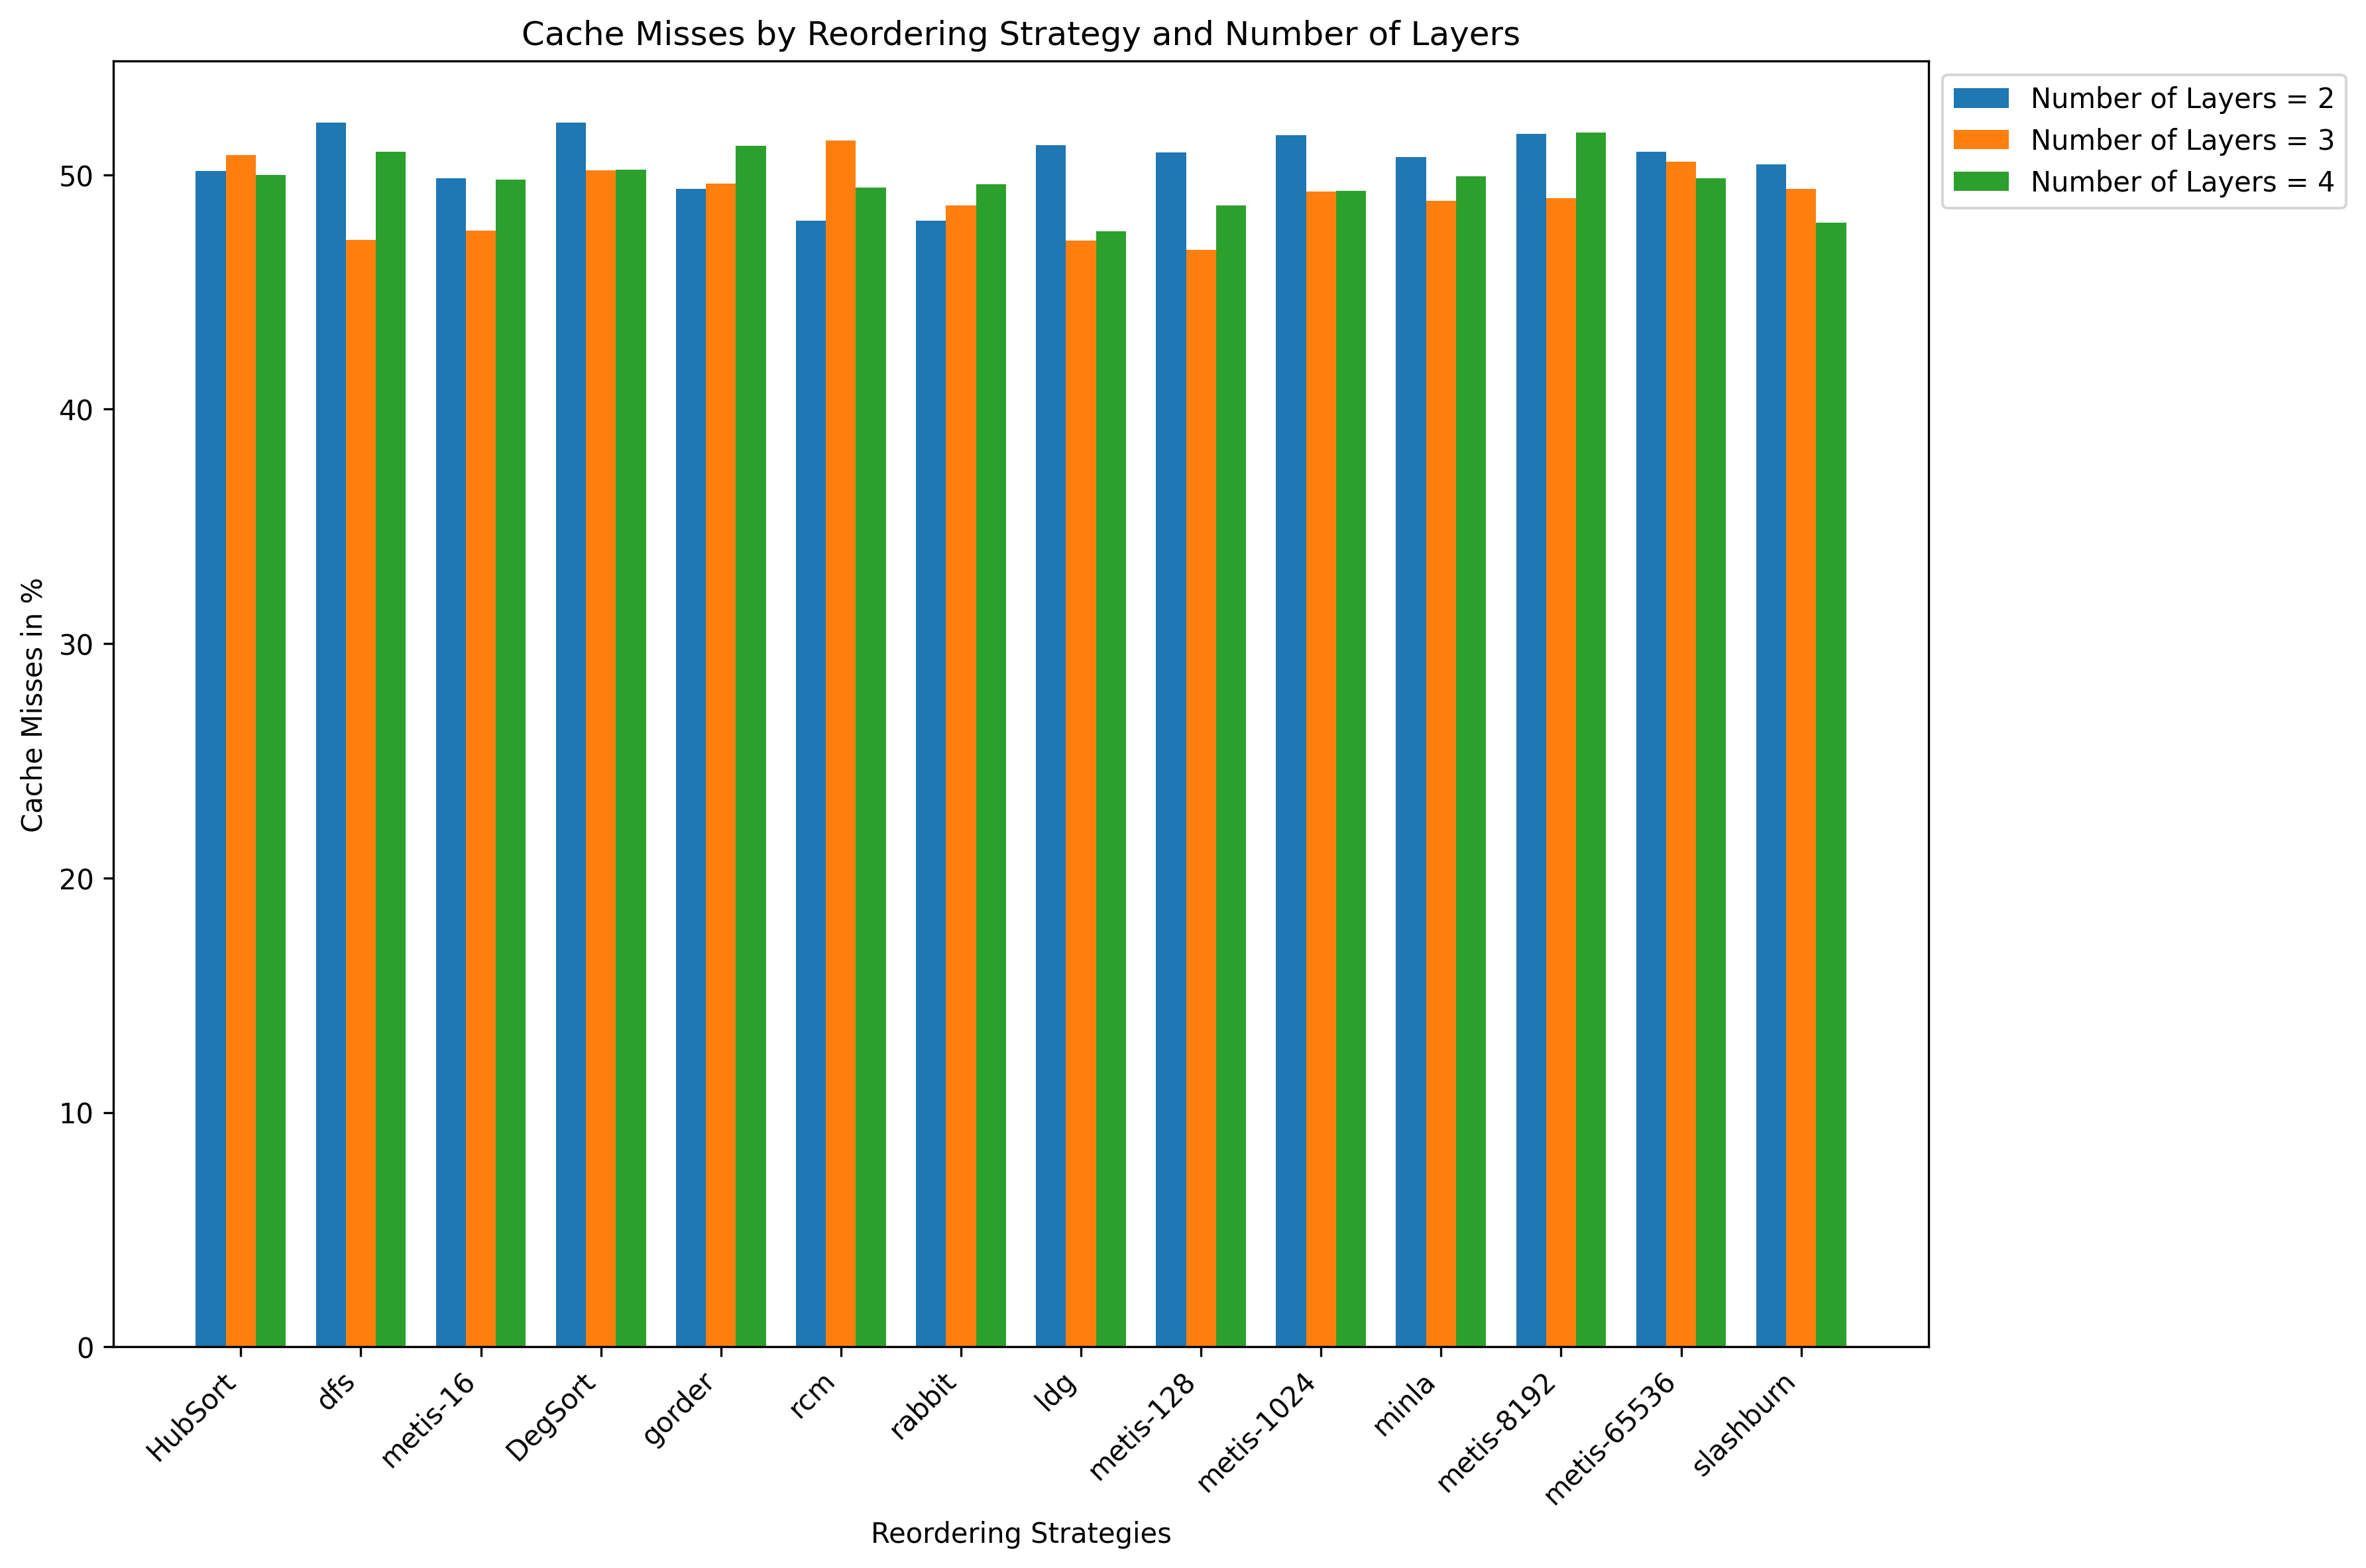 Cache Misses by Reordering Strategy and Number of Layers
Number of Layers = 2
Number of Layers = 3
Number of Layers = 4
Cache Misses in %
50
40
30
20
10
0
HubSort
dfs
metis-16
DegSort
gorder
rcm
rabbit
ldg
metis-128
metis-1024
minla
metis-8192
metis-65536
slashburn
Reordering Strategies